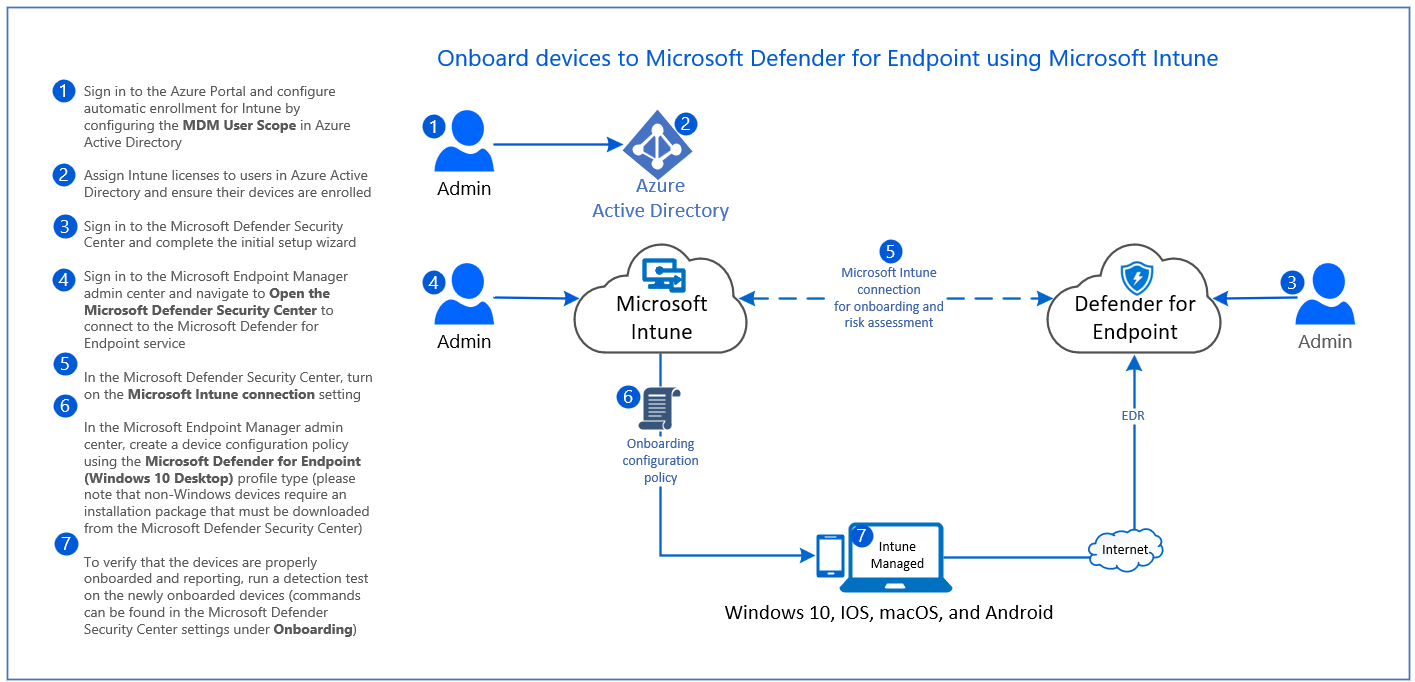 Onboard devices to Microsoft Defender for Endpoint using Microsoft Intune
1
Sign in to the Azure Portal and configure
automatic enrollment for Intune by
configuring the MDM User Scope in Azure
Active Directory
2
Assign Intune licenses to users in Azure Active
Directory and ensure their devices are enrolled
3
Sign in to the Microsoft Defender Security
Center and complete the initial setup wizard
4
Sign in to the Microsoft Endpoint Manager
admin center and navigate to Open the
Microsoft Defender Security Center to
connect to the Microsoft Defender for
Endpoint service
5
In the Microsoft Defender Security Center, turn
on the Microsoft Intune connection setting
6
In the Microsoft Endpoint Manager admin
center, create a device configuration policy
using the Microsoft Defender for Endpoint
(Windows 10 Desktop) profile type (please
note that non-Windows devices require an
installation package that must be downloaded
from the Microsoft Defender Security Center)
7
To verify that the devices are properly
onboarded and reporting, run a detection test
on the newly onboarded devices (commands
can be found in the Microsoft Defender
Security Center settings under Onboarding)
1
Admin
2
Azure
Active Directory
4
Admin
Microsoft
Intune
5
Microsoft Intune
connection
for onboarding and
risk assessment
Defender for
Endpoint
3
Admin
6
Onboarding
configuration
policy
EDR
7
Intune
Managed
Internet
Windows 10, IOS, macOS, and Android